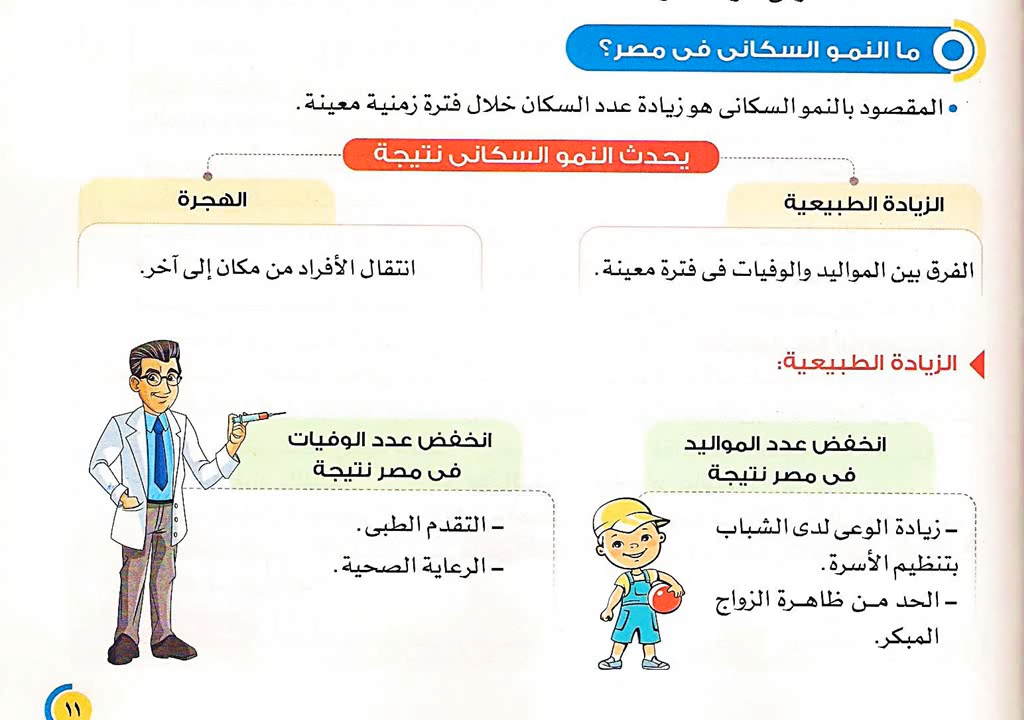 ما النمو السكانى فى مصر؟
• المقصود بالنمو السكانى هو زيادة عدد السكان خلال فترة زمنية معينة.
يحدث النمو السكانى نتيجة
الزيادة الطبيعية
الفرق بين المواليد والوفيات فى فترة معينة.
الهجرة
انتقال الأفراد من مكان إلى آخر.
الزيادة الطبيعية:
انخفض عدد المواليد
فى مصر نتيجة
– زيادة الوعى لدى الشباب
بتنظيم الأسرة.
– الحد من ظاهرة الزواج
المبكر.
انخفض عدد الوفيات
فى مصر نتيجة
– التقدم الطبى.
– الرعاية الصحية.
١١